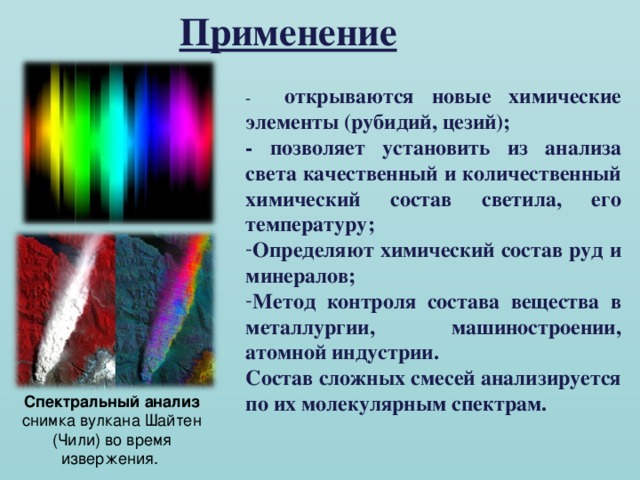 Применение
- открываются новые химические
элементы (рубидий, цезий);
- позволяет установить из анализа
света качественный и количественный
химический состав светила, его
температуру;
-Определяют химический состав руд и
минералов;
-Метод контроля состава вещества в
металлургии, машиностроении,
атомной индустрии.
Состав сложных смесей анализируется
по их молекулярным спектрам.
Спектральный анализ
снимка вулкана Шайтен
(Чили) во время
извержения.